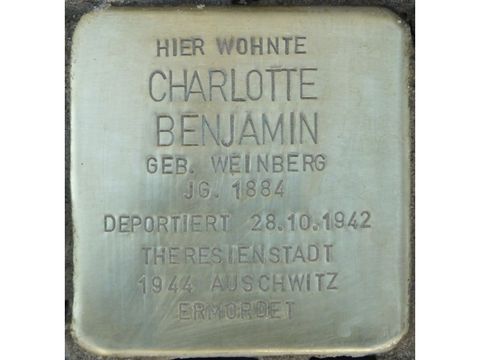 HIER WOHNTE
CHARLOTTE
BENJAMIN
GEB. WEINBERG
JG. 1884
DEPORTIERT 28.10.1942
THERESIENSTADT
1944 AUSCHWITZ
ERMORDET